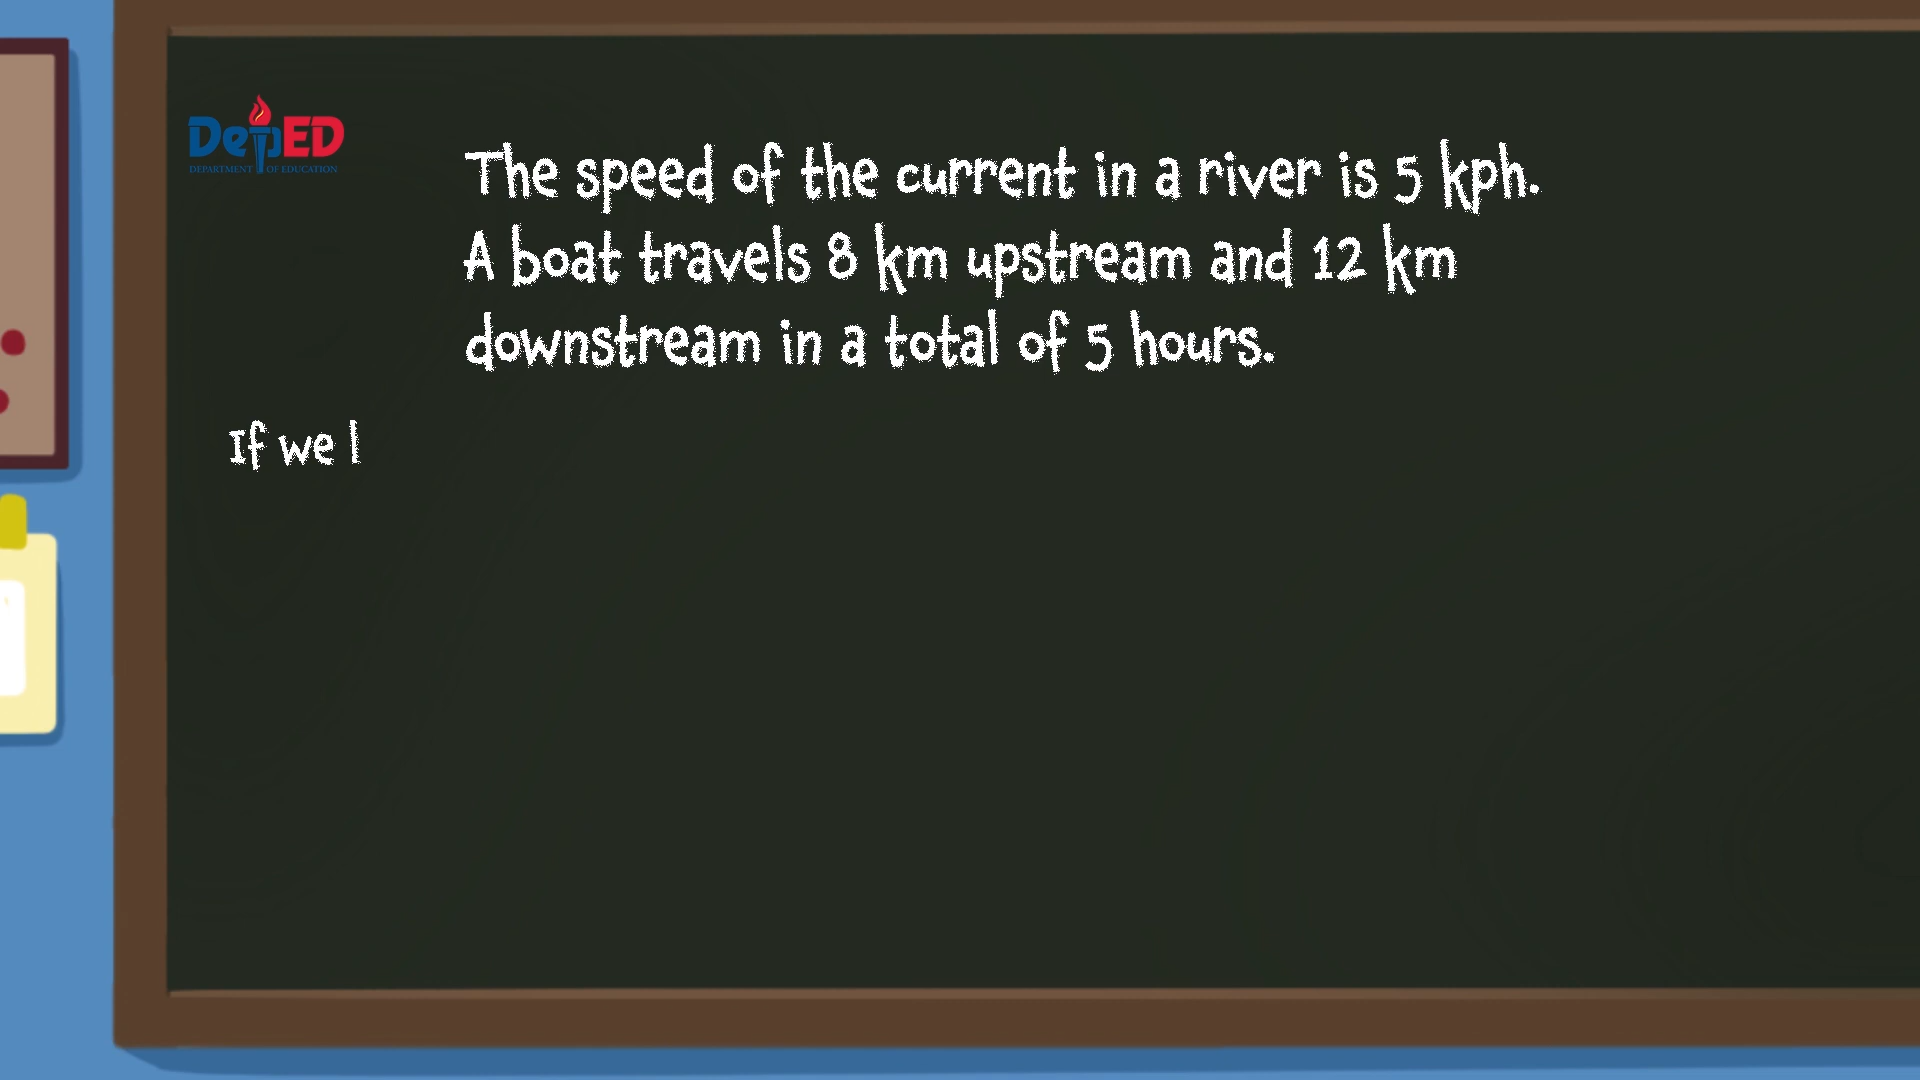 DepED
DEPARTMENT OF EDUCATION
The speed of the current in a river is 5 kph.
A boat travels 8 km upstream and 12 km
downstream in a total of 5 hours.
If we l